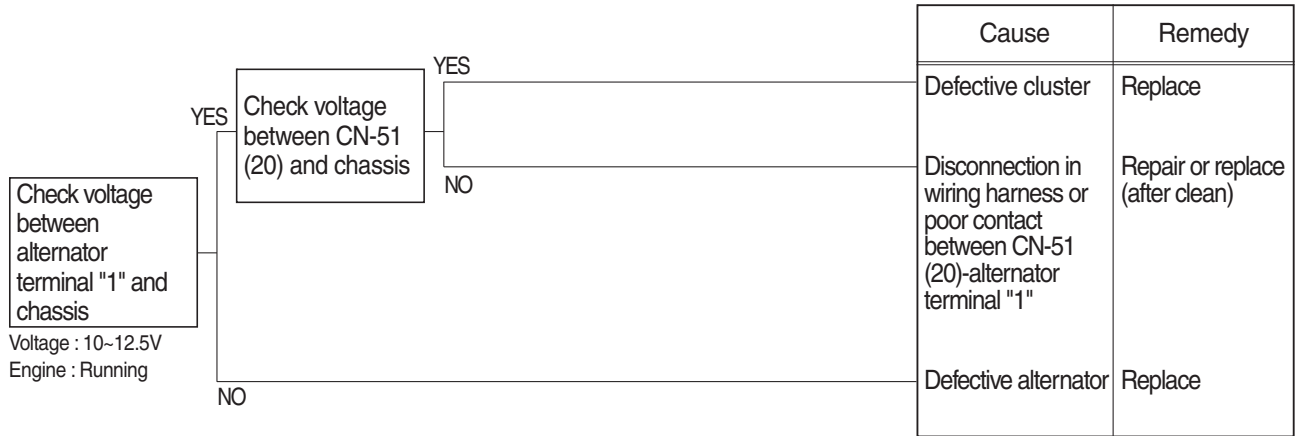 Cause Remedy
YES
Defective cluster Replace
YES
Check voltage
between CN-51
(20) and chassis
NO
Disconnection in Repair or replace
wiring harness or (after clean)
poor contact
between CN-51
(20)-alternator
terminal "1"
Check voltage
between
alternator
terminal "1" and
chassis
Voltage : 10~12.5V
Engine : Running
NO
Defective alternator Replace